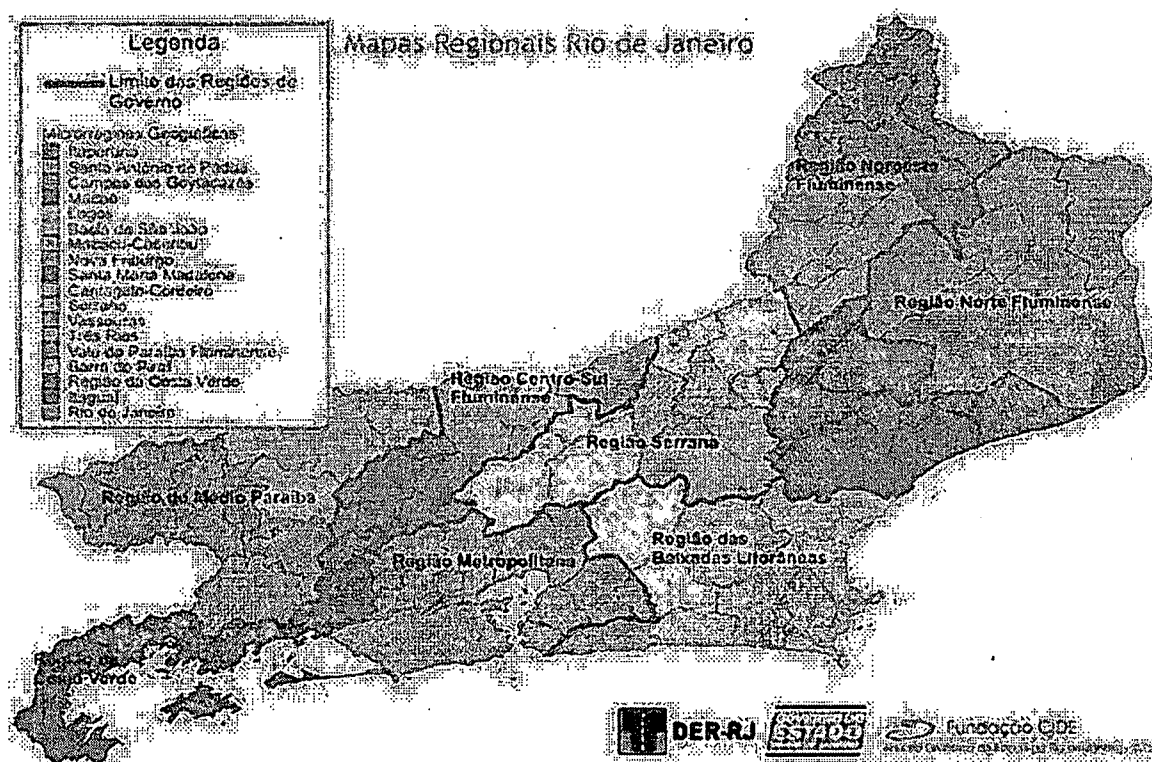 Legenda
Limite das Regiões de
Governo
Microrregiões Geográficas
Itaperuna
Santo Antônio de Pádua
Campos dos Goytacazes
Macaé
Lagos
Bacia de São João
Macacu-Caceribu
Nova Friburgo
Santa Maria Madalena
Cantagalo-Cordeiro
Serrana
Vassouras
Três Rios
Vale do Paraíba Fluminense
Barra do Piraí
Região da Costa Verde
Itaguaí
Rio de Janeiro
Mapas Regionais Rio de Janeiro
Região Noroeste
Fluminense
Região Norte Fluminense
Região Centro-Sul
Fluminense
Região Serrana
Região do Médio Paraíba
Região Metropolitana
Região das
Baixadas Litorâneas
Região da
Costa Verde
DER-RJ
ESTADO
Fundação CIDE